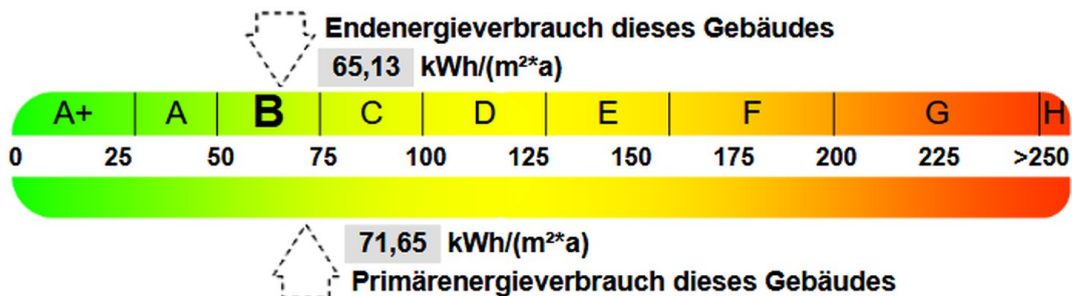 Endenergieverbrauch dieses Gebäudes
65,13 kWh/(m²*a)
A+ A B C D E F G H
0 25 50 75 100 125 150 175 200 225 >250
71,65 kWh/(m²*a)
Primärenergieverbrauch dieses Gebäudes